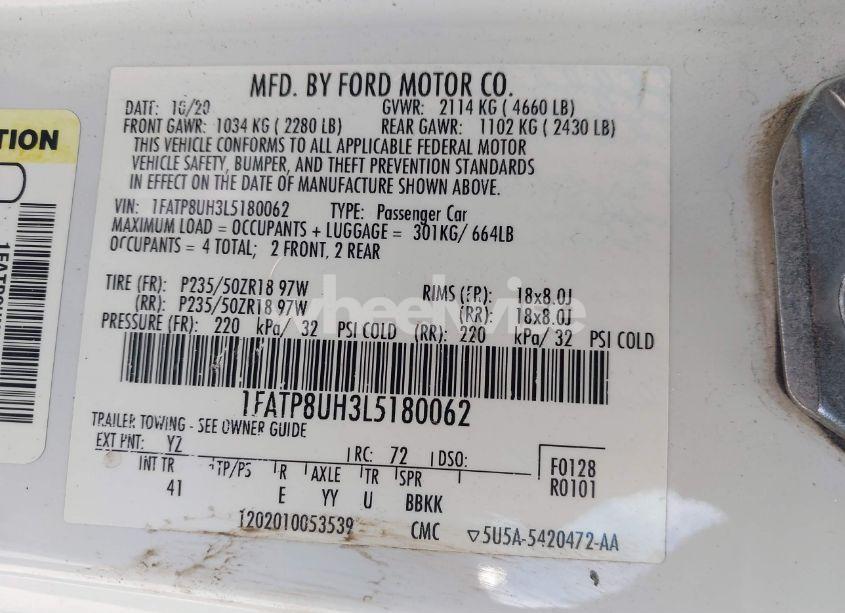 TION
MFD. BY FORD MOTOR CO.
DATE: 10/20 GVWR: 2114 KG ( 4660 LB)
FRONT GAWR: 1034 KG ( 2280 LB) REAR GAWR: 1102 KG ( 2430 LB)
THIS VEHICLE CONFORMS TO ALL APPLICABLE FEDERAL MOTOR
VEHICLE SAFETY, BUMPER, AND THEFT PREVENTION STANDARDS
IN EFFECT ON THE DATE OF MANUFACTURE SHOWN ABOVE.
VIN: 1FATP8UH3L5180062 TYPE: Passenger Car
MAXIMUM LOAD = OCCUPANTS + LUGGAGE = 301KG/ 664LB
OCCUPANTS = 4 TOTAL; 2 FRONT, 2 REAR
TIRE (FR): P235/50ZR18 97W RIMS (FR): 18x8.0J
(RR): P235/50ZR18 97W (RR): 18x8.0J
PRESSURE (FR): 220 kPa/ 32 PSI COLD (RR): 220 kPa/ 32 PSI COLD
wheelwire
1FATP8UH3L5180062
TRAILER TOWING - SEE OWNER GUIDE
EXT PNT: YZ RC: 72 DSO: F0128
INT TR TP/PS R AXLE TR SPR R0101
41 E YY U BBKK
1202010053539 CMC ▽5U5A-5420472-AA